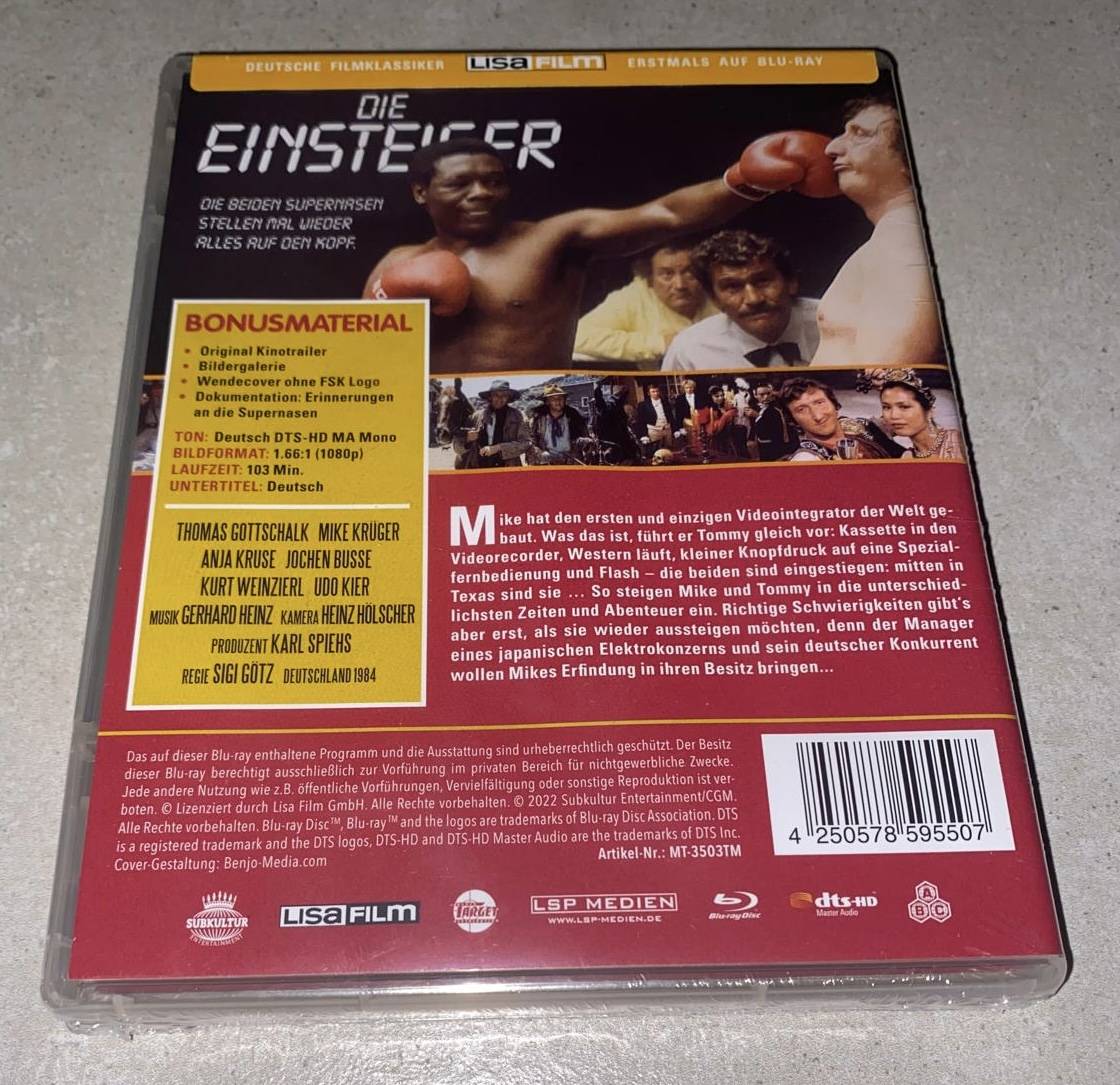 DEUTSCHE FILMKLASSIKER LISA FILM ERSTMALS AUF BLU-RAY
DIE
EINSTEIGER
DIE BEIDEN SUPERNASEN
STELLEN MAL WIEDER
ALLES AUF DEN KOPF.
BONUSMATERIAL
• Original Kinotrailer
• Bildergalerie
• Wendecover ohne FSK Logo
• Dokumentation: Erinnerungen
an die Supernasen
TON: Deutsch DTS-HD MA Mono
BILDFORMAT: 1.66:1 (1080p)
LAUFZEIT: 103 Min.
UNTERTITEL: Deutsch
THOMAS GOTTSCHALK MIKE KRÜGER
ANJA KRUSE JOCHEN BUSSE
KURT WEINZIERL UDO KIER
MUSIK GERHARD HEINZ KAMERA HEINZ HÖLSCHER
PRODUZENT KARL SPIEHS
REGIE SIGI GÖTZ DEUTSCHLAND 1984
Mike hat den ersten und einzigen Videointegrator der Welt ge-
baut. Was das ist, führt er Tommy gleich vor: Kassette in den
Videorecorder, Western läuft, kleiner Knopfdruck auf eine Spezial-
fernbedienung und Flash – die beiden sind eingestiegen: mitten in
Texas sind sie ... So steigen Mike und Tommy in die unterschied-
lichsten Zeiten und Abenteuer ein. Richtige Schwierigkeiten gibt's
aber erst, als sie wieder aussteigen möchten, denn der Manager
eines japanischen Elektrokonzerns und sein deutscher Konkurrent
wollen Mikes Erfindung in ihren Besitz bringen...
Das auf dieser Blu-ray enthaltene Programm und die Ausstattung sind urheberrechtlich geschützt. Der Besitz
dieser Blu-ray berechtigt ausschließlich zur Vorführung im privaten Bereich für nichtgewerbliche Zwecke.
Jede andere Nutzung wie z.B. öffentliche Vorführungen, Vervielfältigung oder sonstige Reproduktion ist ver-
boten. © Lizenziert durch Lisa Film GmbH. Alle Rechte vorbehalten. © 2022 Subkultur Entertainment/CGM.
Alle Rechte vorbehalten. Blu-ray Disc™, Blu-ray™ and the logos are trademarks of Blu-ray Disc Association. DTS
is a registered trademark and the DTS logos, DTS-HD and DTS-HD Master Audio are the trademarks of DTS Inc.
Cover-Gestaltung: Benjo-Media.com
Artikel-Nr.: MT-3503TM
4 250578 595507
SUBKULTUR
ENTERTAINMENT
LISA FILM
TARGET
LSP MEDIEN
WWW.LSP-MEDIEN.DE
Blu-ray Disc
dts-HD
Master Audio
A
B C